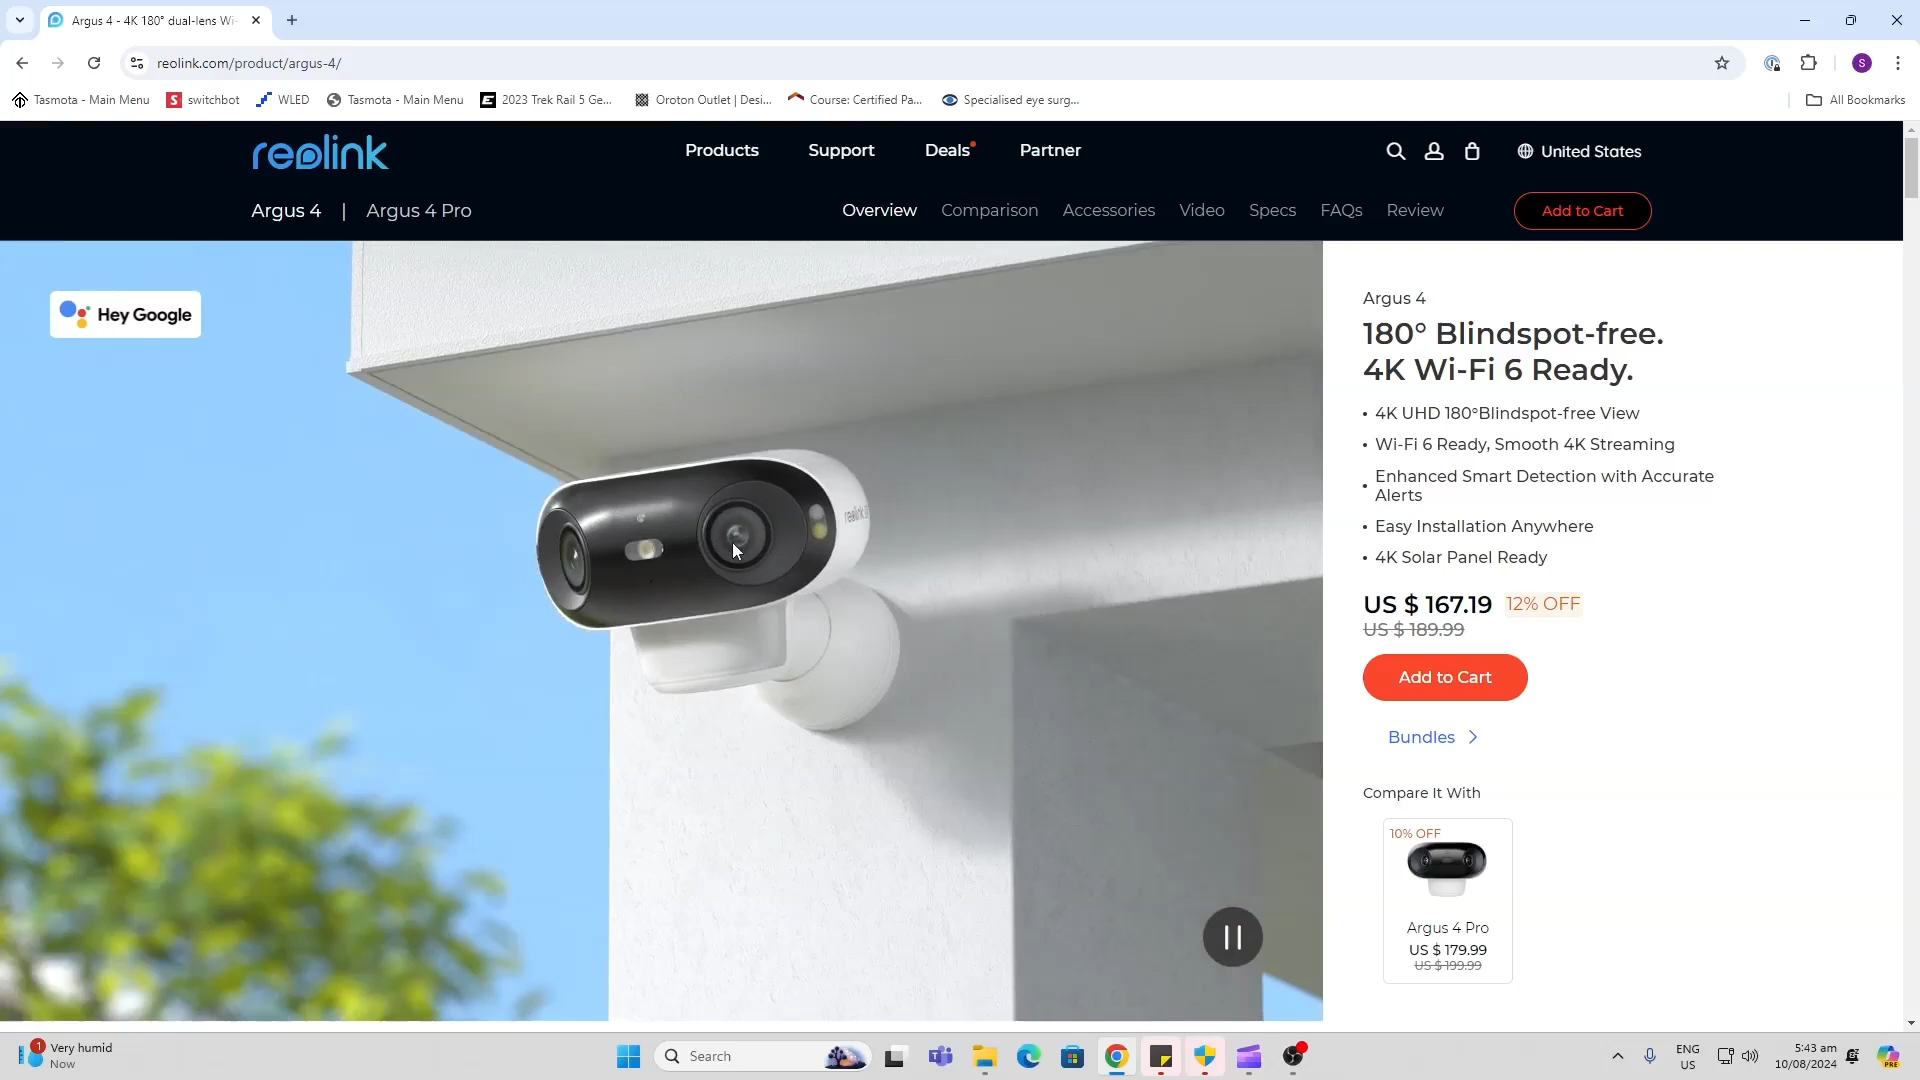 Argus 4 - 4K 180° dual-lens Wi-
reolink.com/product/argus-4/
S
Tasmota - Main Menu
switchbot
WLED
Tasmota - Main Menu
2023 Trek Rail 5 Ge...
Oroton Outlet | Desi...
Course: Certified Pa...
Specialised eye surg...
All Bookmarks
reolink
Products
Support
Deals
Partner
United States
Argus 4 | Argus 4 Pro
Overview
Comparison
Accessories
Video
Specs
FAQs
Review
Add to Cart
Hey Google
reolink
Argus 4
180° Blindspot-free.
4K Wi-Fi 6 Ready.
• 4K UHD 180°Blindspot-free View
• Wi-Fi 6 Ready, Smooth 4K Streaming
• Enhanced Smart Detection with Accurate
Alerts
• Easy Installation Anywhere
• 4K Solar Panel Ready
US $ 167.19 12% OFF
US $ 189.99
Add to Cart
Bundles
Compare It With
10% OFF
Argus 4 Pro
US $ 179.99
US $ 199.99
1
Very humid
Now
Search
ENG
US
5:43 am
10/08/2024
PRE